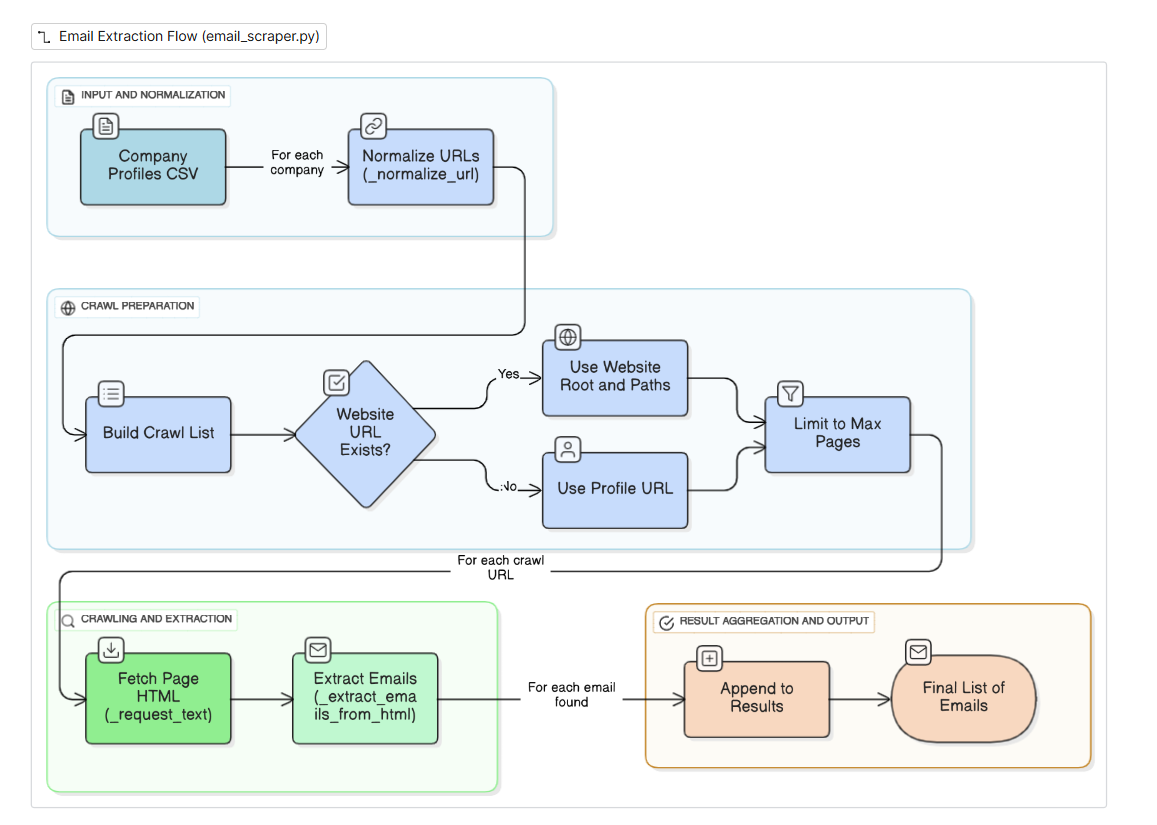 Email Extraction Flow (email_scraper.py)
INPUT AND NORMALIZATION
Company
Profiles CSV
For each
company
Normalize URLs
(_normalize_url)
CRAWL PREPARATION
Build Crawl List
Website
URL
Exists?
Yes
Use Website
Root and Paths
No
Use Profile URL
Limit to Max
Pages
For each crawl
URL
CRAWLING AND EXTRACTION
Fetch Page
HTML
(_request_text)
Extract Emails
(_extract_ema
ils_from_html)
For each email
found
RESULT AGGREGATION AND OUTPUT
Append to
Results
Final List of
Emails